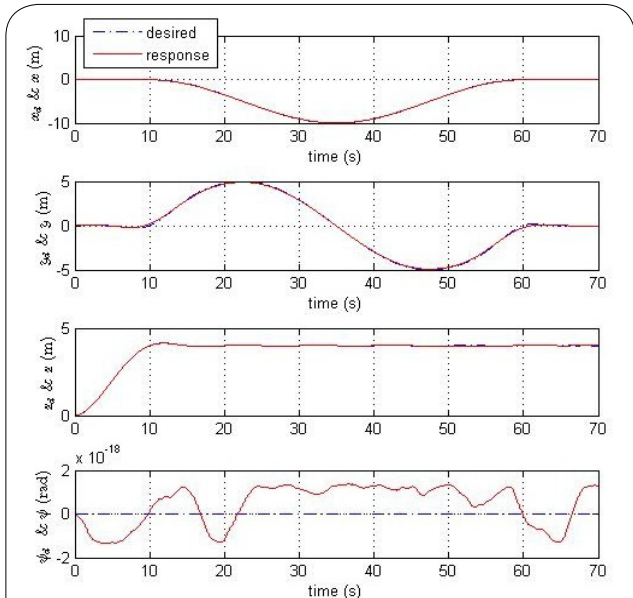 desired
response
10
0
-10
x_d & x (m)
0 10 20 30 40 50 60 70
time (s)
5
0
-5
y_d & y (m)
0 10 20 30 40 50 60 70
time (s)
5
0
z_d & z (m)
0 10 20 30 40 50 60 70
time (s)
x 10^-18
2
0
-2
ψ_d & ψ (rad)
0 10 20 30 40 50 60 70
time (s)